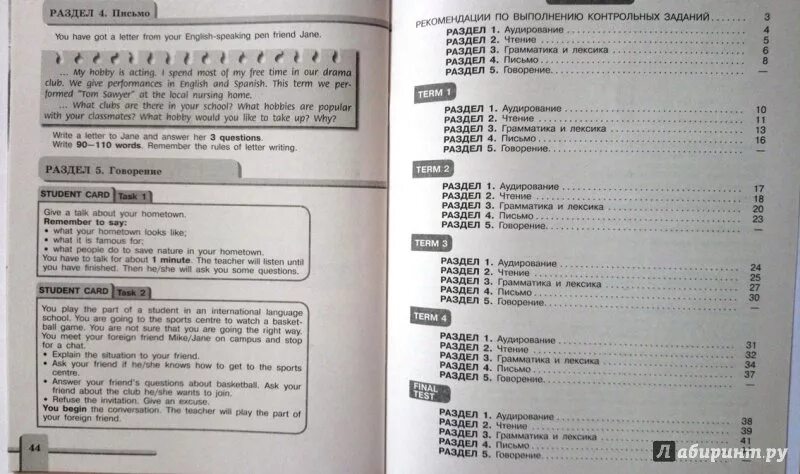 РАЗДЕЛ 4. Письмо
You have got a letter from your English-speaking pen friend Jane.
... My hobby is acting. I spend most of my free time in our drama
club. We give performances in English and Spanish. This term we per-
formed "Tom Sawyer" at the local nursing home.
... What clubs are there in your school? What hobbies are popular
with your classmates? What hobby would you like to take up? Why?
Write a letter to Jane and answer her 3 questions.
Write 90—110 words. Remember the rules of letter writing.
РАЗДЕЛ 5. Говорение
STUDENT CARD Task 1
Give a talk about your hometown.
Remember to say:
• what your hometown looks like;
• what it is famous for;
• what people do to save nature in your hometown.
You have to talk for about 1 minute. The teacher will listen until
you have finished. Then he/she will ask you some questions.
STUDENT CARD Task 2
You play the part of a student in an international language
school. You are going to the sports centre to watch a basket-
ball game. You are not sure that you are going the right way.
You meet your foreign friend Mike/Jane on campus and stop
for a chat.
• Explain the situation to your friend.
• Ask your friend if he/she knows how to get to the sports
centre.
• Answer your friend's questions about basketball. Ask your
friend about the club he/she wants to join.
• Refuse the invitation. Give an excuse.
You begin the conversation. The teacher will play the part of
your foreign friend.
44
РЕКОМЕНДАЦИИ ПО ВЫПОЛНЕНИЮ КОНТРОЛЬНЫХ ЗАДАНИЙ 3
РАЗДЕЛ 1. Аудирование 4
РАЗДЕЛ 2. Чтение 5
РАЗДЕЛ 3. Грамматика и лексика 6
РАЗДЕЛ 4. Письмо 8
РАЗДЕЛ 5. Говорение —
TERM 1
РАЗДЕЛ 1. Аудирование 10
РАЗДЕЛ 2. Чтение 11
РАЗДЕЛ 3. Грамматика и лексика 13
РАЗДЕЛ 4. Письмо 16
РАЗДЕЛ 5. Говорение —
TERM 2
РАЗДЕЛ 1. Аудирование 17
РАЗДЕЛ 2. Чтение 18
РАЗДЕЛ 3. Грамматика и лексика 20
РАЗДЕЛ 4. Письмо 23
РАЗДЕЛ 5. Говорение —
TERM 3
РАЗДЕЛ 1. Аудирование 24
РАЗДЕЛ 2. Чтение 25
РАЗДЕЛ 3. Грамматика и лексика 27
РАЗДЕЛ 4. Письмо 30
РАЗДЕЛ 5. Говорение —
TERM 4
РАЗДЕЛ 1. Аудирование 31
РАЗДЕЛ 2. Чтение 32
РАЗДЕЛ 3. Грамматика и лексика 34
РАЗДЕЛ 4. Письмо 37
РАЗДЕЛ 5. Говорение —
FINAL
TEST
РАЗДЕЛ 1. Аудирование 38
РАЗДЕЛ 2. Чтение 39
РАЗДЕЛ 3. Грамматика и лексика 41
РАЗДЕЛ 4. Письмо
РАЗДЕЛ 5. Говорение
Лабиринт.ру